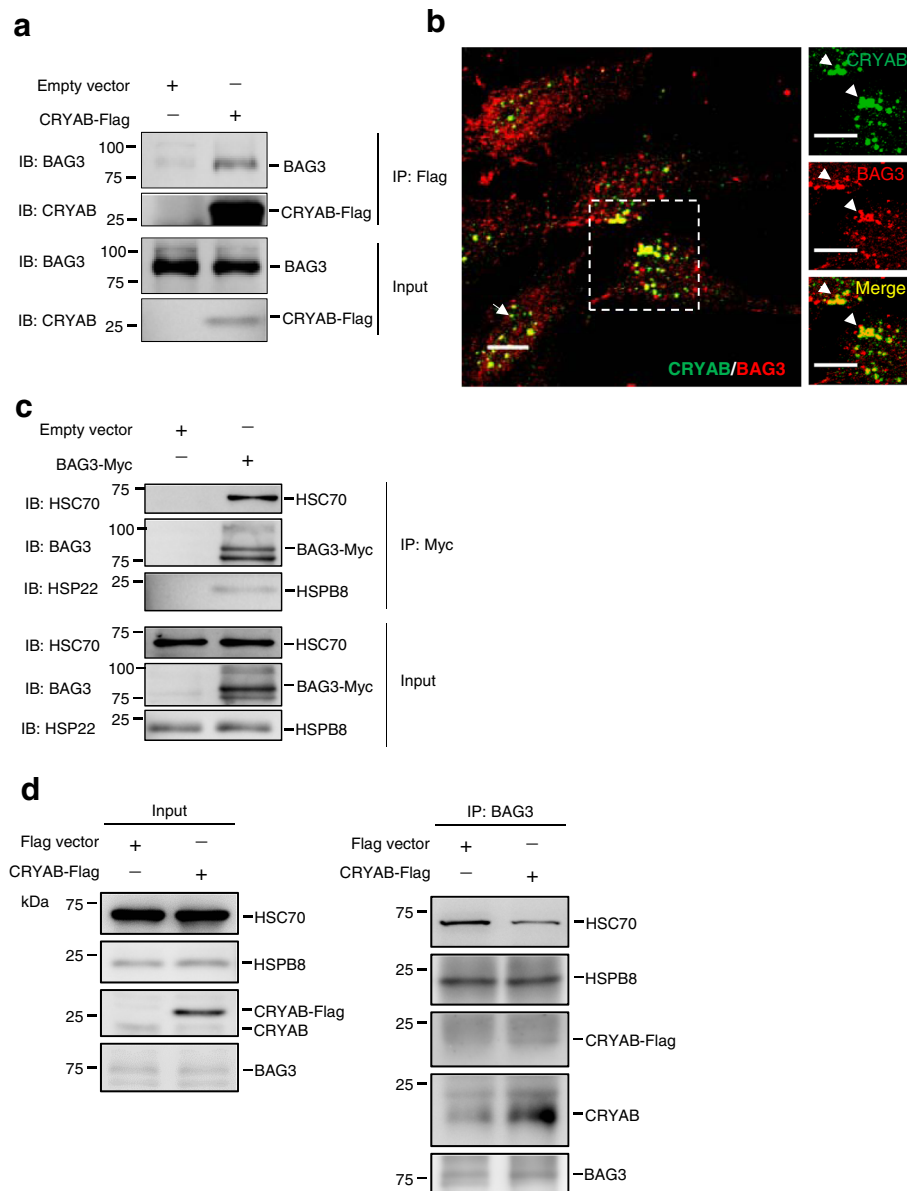 a
Empty vector + −
CRYAB-Flag − +
IB: BAG3 100 75 BAG3
IB: CRYAB 25 CRYAB-Flag
IP: Flag
IB: BAG3 100 75 BAG3
IB: CRYAB 25 CRYAB-Flag
Input
b
CRYAB/BAG3
CRYAB
BAG3
Merge
c
Empty vector + −
BAG3-Myc − +
IB: HSC70 75 HSC70
IB: BAG3 100 75 BAG3-Myc
IB: HSP22 25 HSPB8
IP: Myc
IB: HSC70 75 HSC70
IB: BAG3 100 75 BAG3-Myc
IB: HSP22 25 HSPB8
Input
d
Input
Flag vector + −
CRYAB-Flag − +
kDa 75 HSC70
25 HSPB8
25 CRYAB-Flag
CRYAB
75 BAG3
IP: BAG3
Flag vector + −
CRYAB-Flag − +
75 HSC70
25 HSPB8
25 CRYAB-Flag
25 CRYAB
75 BAG3